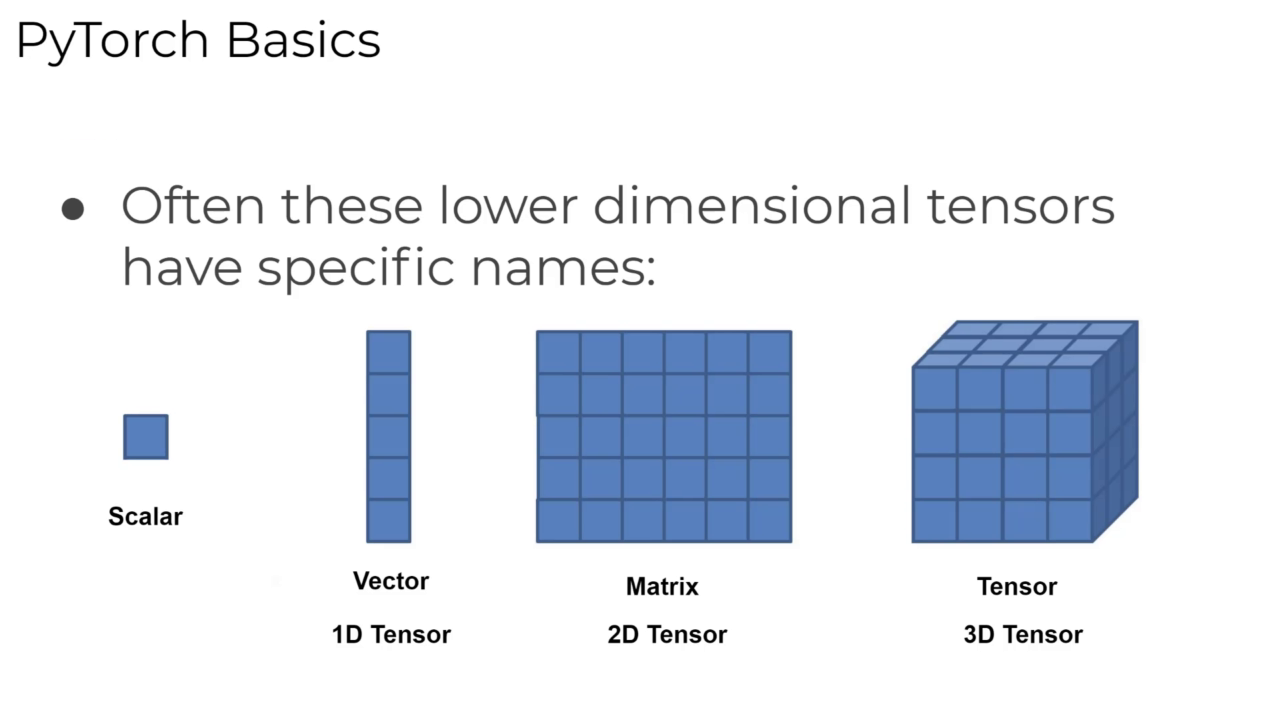 PyTorch Basics
● Often these lower dimensional tensors
have specific names:
Scalar
Vector
1D Tensor
Matrix
2D Tensor
Tensor
3D Tensor